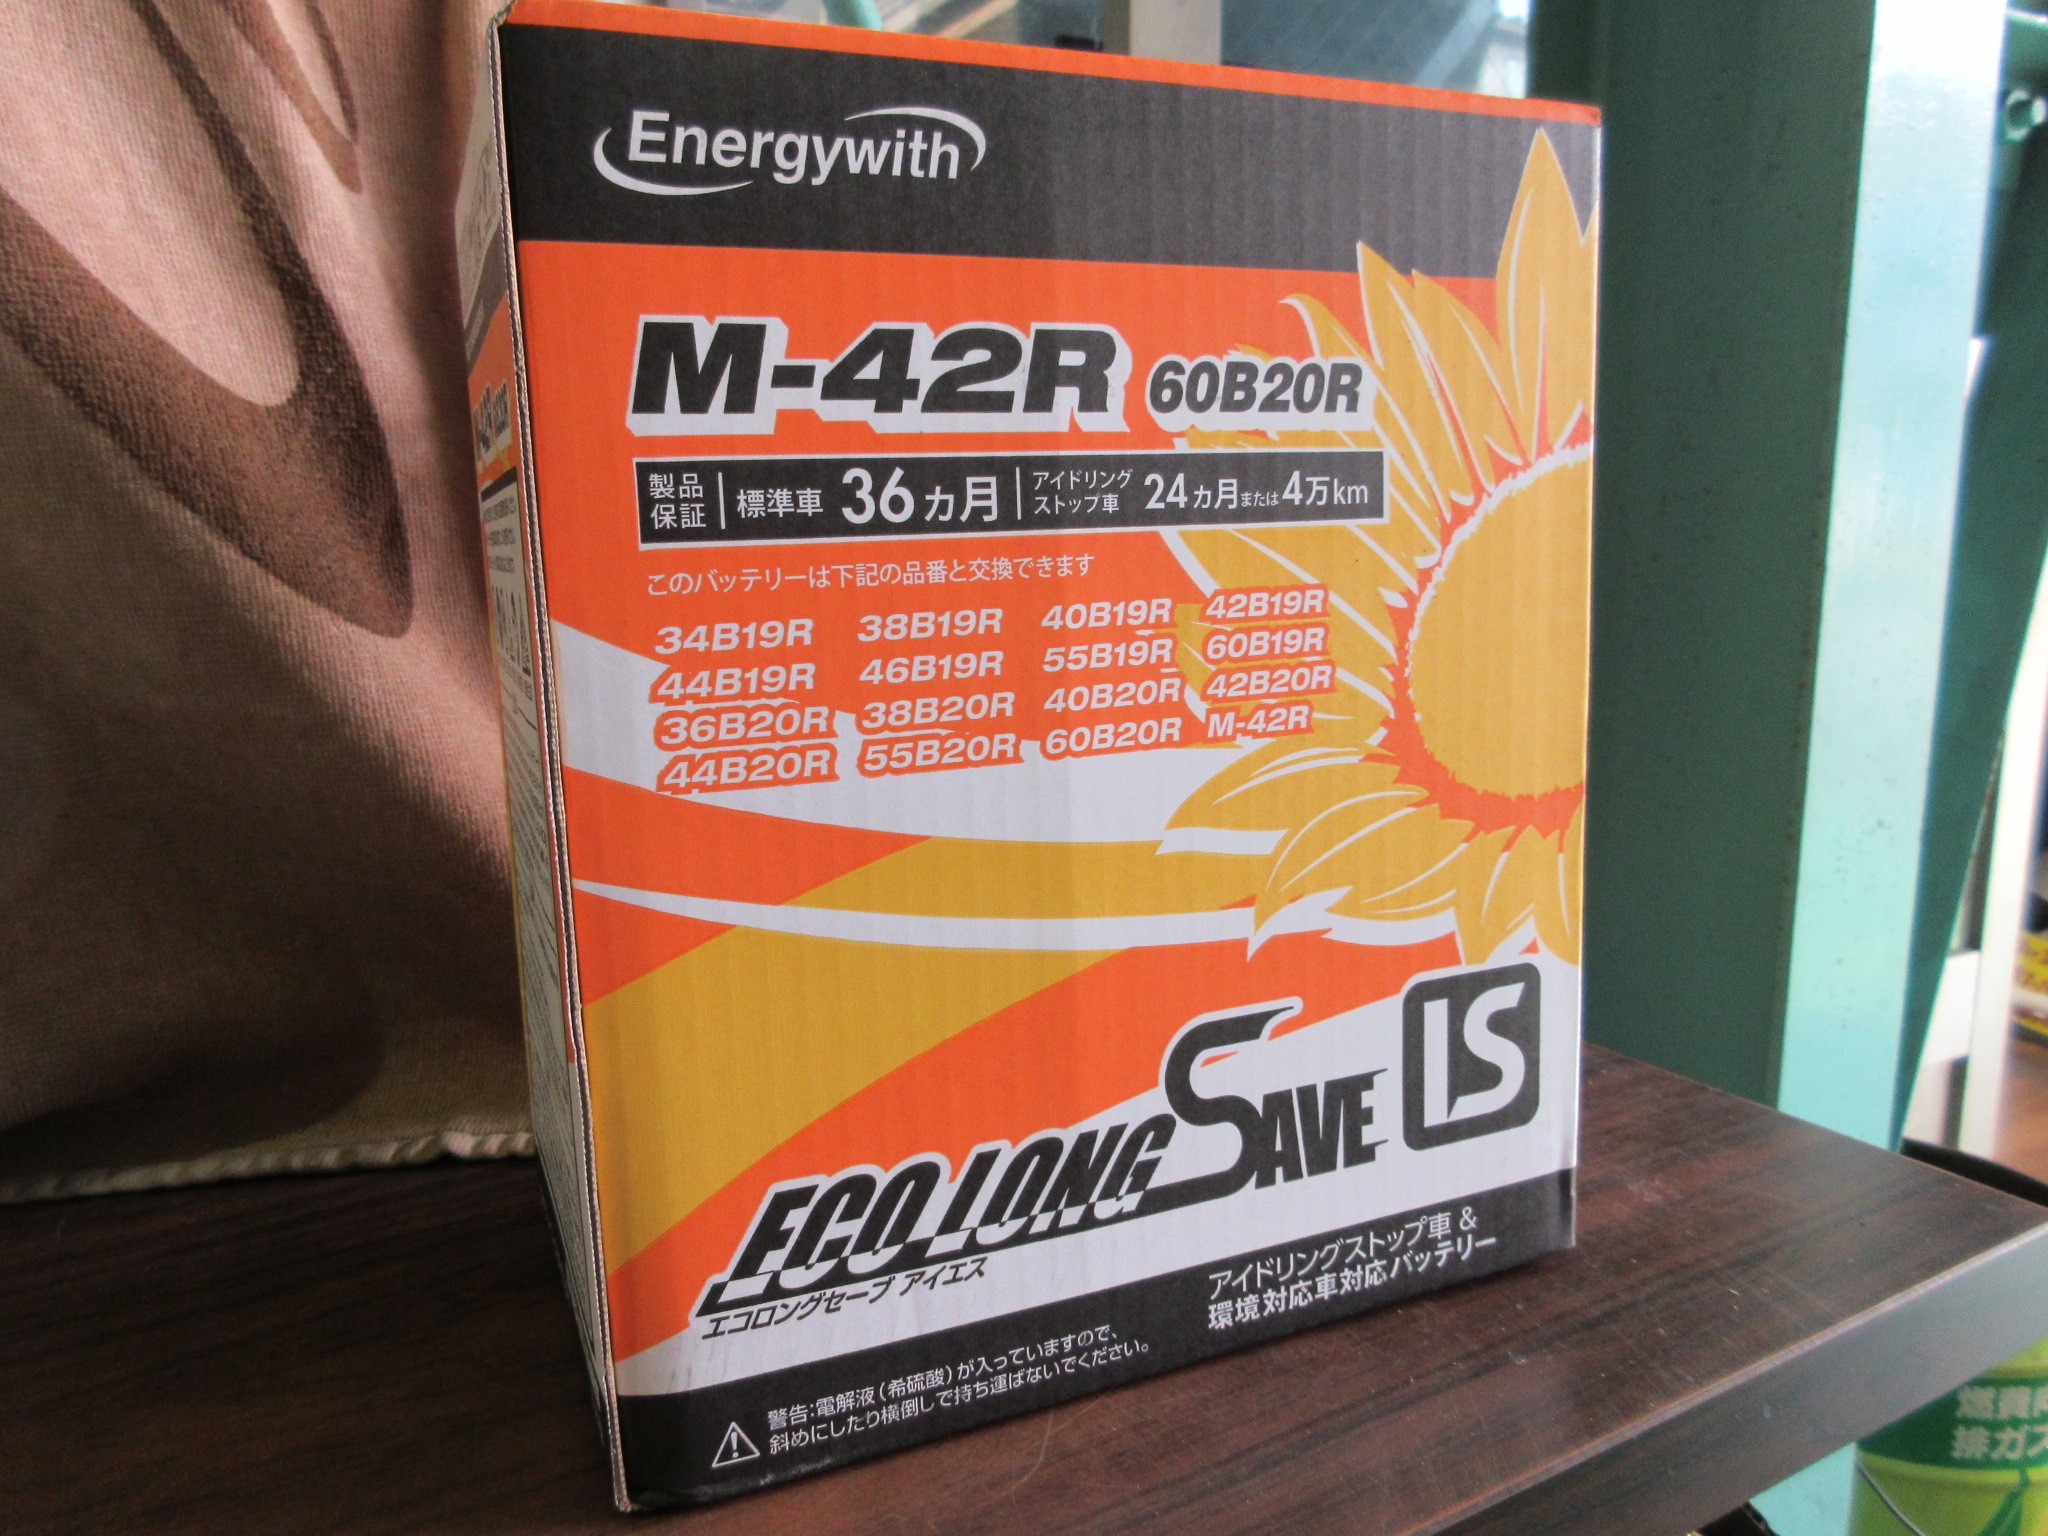 Energywith
M-42R 60B20R
製品保証 標準車 36カ月 アイドリングストップ車 24カ月または4万km
このバッテリーは下記の品番と交換できます
34B19R 38B19R 40B19R 42B19R
44B19R 46B19R 55B19R 60B19R
36B20R 38B20R 40B20R 42B20R
44B20R 55B20R 60B20R M-42R
ECO LONG SAVE IS
エコロングセーブ アイエス
アイドリングストップ車 &
環境対応車対応バッテリー
警告:電解液(希硫酸)が入っていますので、
斜めにしたり横倒しで持ち運ばないでください。
燃費
排ガス